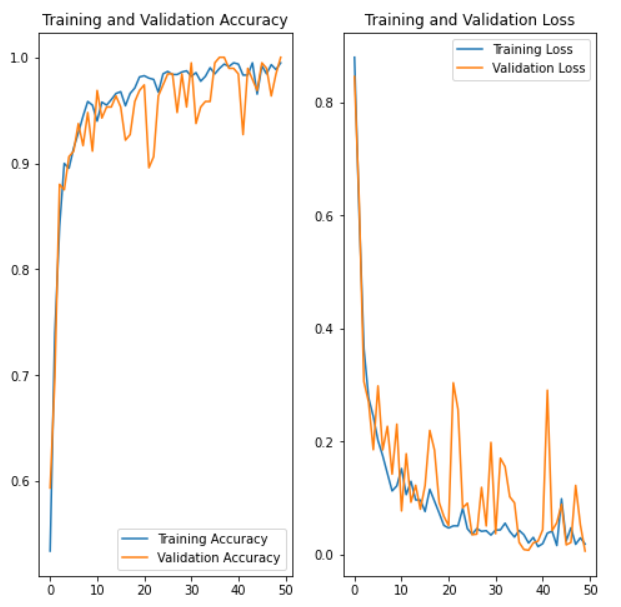 Training and Validation Accuracy
1.0
0.9
0.8
0.7
0.6
0 10 20 30 40 50
Training Accuracy
Validation Accuracy
Training and Validation Loss
0.8
0.6
0.4
0.2
0.0
0 10 20 30 40 50
Training Loss
Validation Loss